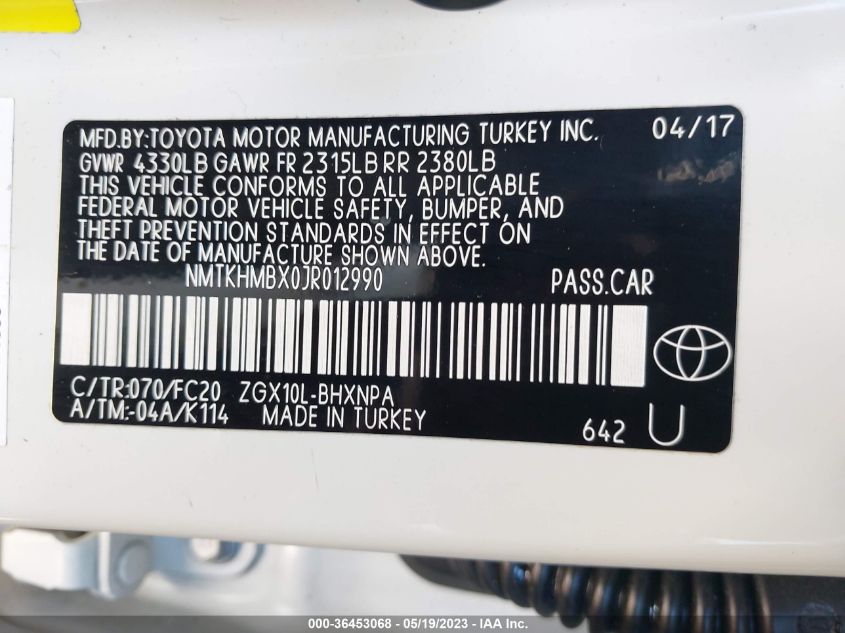 MFD.BY:TOYOTA MOTOR MANUFACTURING TURKEY INC. 04/17
GVWR 4330LB GAWR FR 2315LB RR 2380LB
THIS VEHICLE CONFORMS TO ALL APPLICABLE
FEDERAL MOTOR VEHICLE SAFETY, BUMPER, AND
THEFT PREVENTION STANDARDS IN EFFECT ON
THE DATE OF MANUFACTURE SHOWN ABOVE.
NMTKHMBX0JR012990 PASS.CAR
C/TR:070/FC20 ZGX10L-BHXNPA
A/TM:-04A/K114 MADE IN TURKEY
642 U
000-36453068 - 05/19/2023 - IAA Inc.